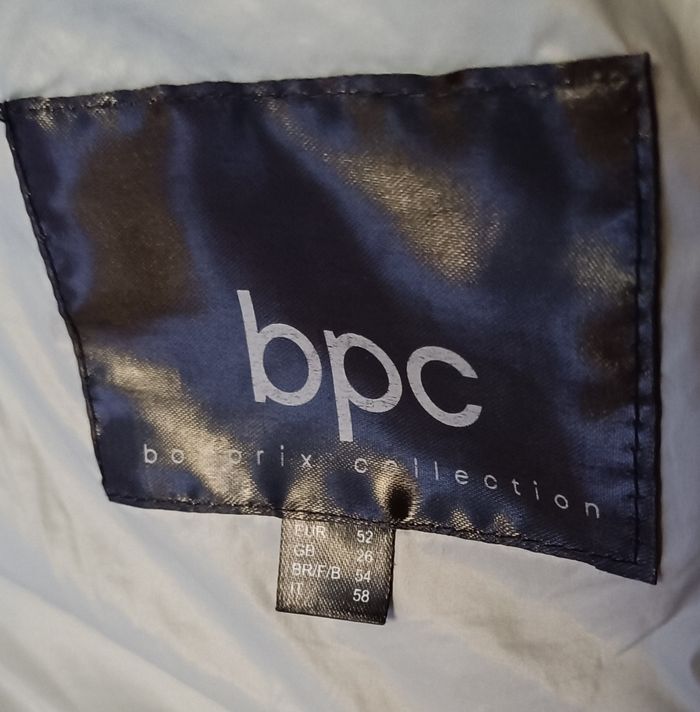 bpc
bonprix collection
EUR 52
GB 26
BR/F/B 54
IT 58